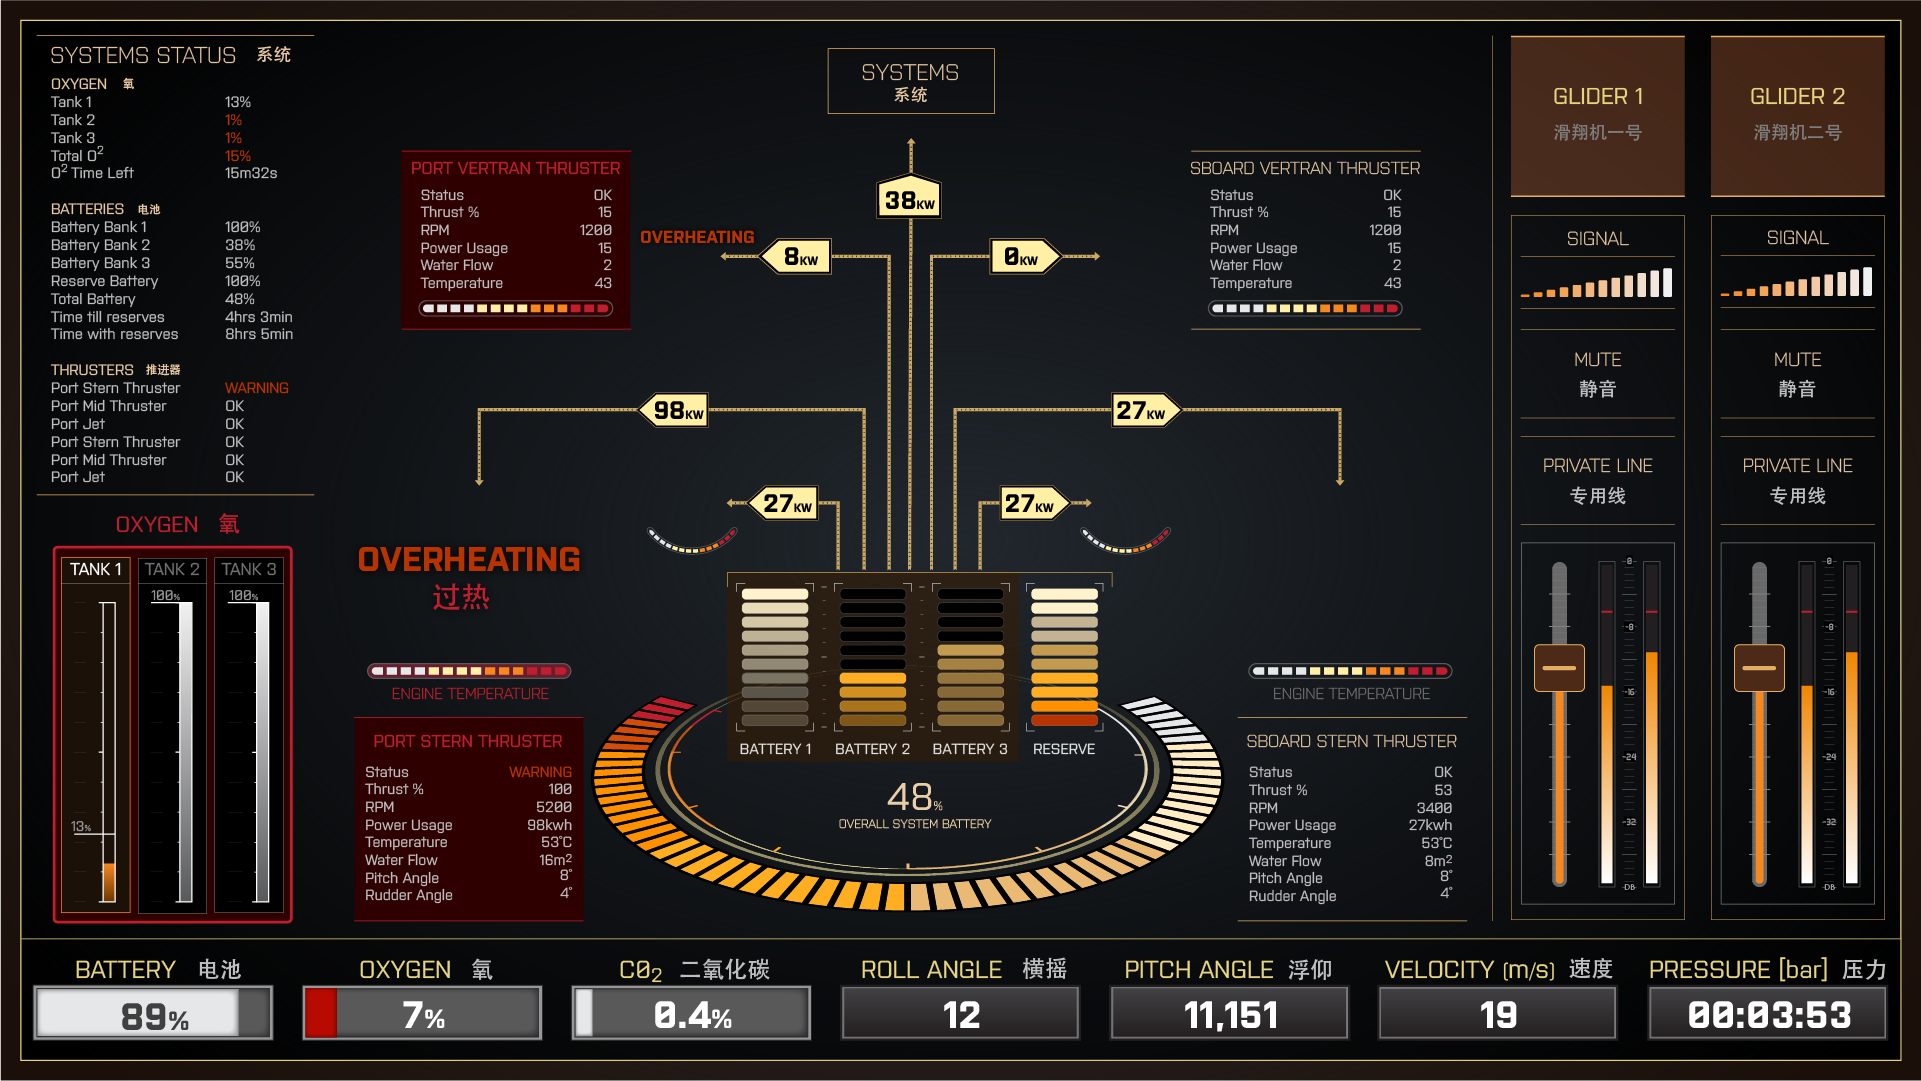 SYSTEMS STATUS 系统
OXYGEN 氧
Tank 1 13%
Tank 2 1%
Tank 3 1%
Total O² 15%
O² Time Left 15m32s
BATTERIES 电池
Battery Bank 1 100%
Battery Bank 2 38%
Battery Bank 3 55%
Reserve Battery 100%
Total Battery 48%
Time till reserves 4hrs 3min
Time with reserves 8hrs 5min
THRUSTERS 推进器
Port Stern Thruster WARNING
Port Mid Thruster OK
Port Jet OK
Port Stern Thruster OK
Port Mid Thruster OK
Port Jet OK
OXYGEN 氧
TANK 1 TANK 2 TANK 3
100% 100%
13%
SYSTEMS
系统
PORT VERTRAN THRUSTER
Status OK
Thrust % 15
RPM 1200
Power Usage 15
Water Flow 2
Temperature 43
OVERHEATING
38KW
8KW
0KW
SBOARD VERTRAN THRUSTER
Status OK
Thrust % 15
RPM 1200
Power Usage 15
Water Flow 2
Temperature 43
98KW
27KW
27KW
27KW
OVERHEATING
过热
ENGINE TEMPERATURE
PORT STERN THRUSTER
Status WARNING
Thrust % 100
RPM 5200
Power Usage 98kwh
Temperature 53°C
Water Flow 16m2
Pitch Angle 8°
Rudder Angle 4°
BATTERY 1 BATTERY 2 BATTERY 3 RESERVE
48%
OVERALL SYSTEM BATTERY
ENGINE TEMPERATURE
SBOARD STERN THRUSTER
Status OK
Thrust % 53
RPM 3400
Power Usage 27kwh
Temperature 53°C
Water Flow 8m2
Pitch Angle 8°
Rudder Angle 4°
GLIDER 1
滑翔机一号
SIGNAL
MUTE
静音
PRIVATE LINE
专用线
-0
-8
-16
-24
-32
-DB
GLIDER 2
滑翔机二号
SIGNAL
MUTE
静音
PRIVATE LINE
专用线
-0
-8
-16
-24
-32
-DB
BATTERY 电池
89%
OXYGEN 氧
7%
C02 二氧化碳
0.4%
ROLL ANGLE 横摇
12
PITCH ANGLE 浮仰
11,151
VELOCITY (m/s) 速度
19
PRESSURE [bar] 压力
00:03:53